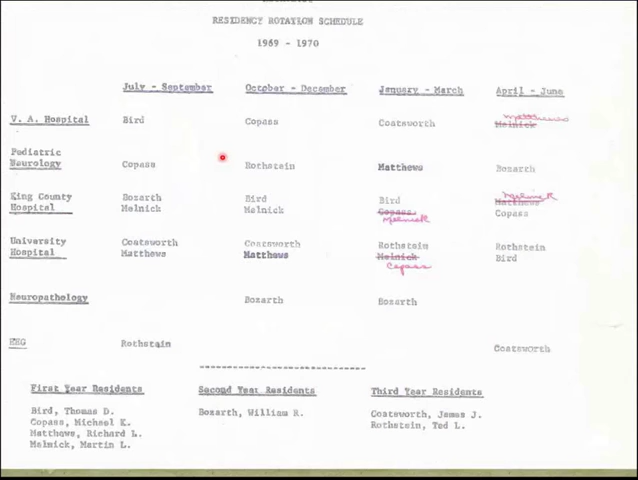 RESIDENCY ROTATION SCHEDULE
1969 - 1970
July - September October - December January - March April - June
V. A. Hospital Bird Copass Coatsworth Matthews
Melnick
Pediatric
Neurology Copass Rothstein Matthews Bozarth
King County Bozarth Bird Bird Melnick
Matthews
Hospital Melnick Melnick Copass Copass
Melnick
University Coatsworth Coatsworth Rothstein Rothstein
Hospital Matthews Matthews Melnick Bird
Copass
Neuropathology Bozarth Bozarth
EEG Rothstein Coatsworth
First Year Residents Second Year Residents Third Year Residents
Bird, Thomas D. Bozarth, William R. Coatsworth, James J.
Copass, Michael K. Rothstein, Ted L.
Matthews, Richard L.
Melnick, Martin L.